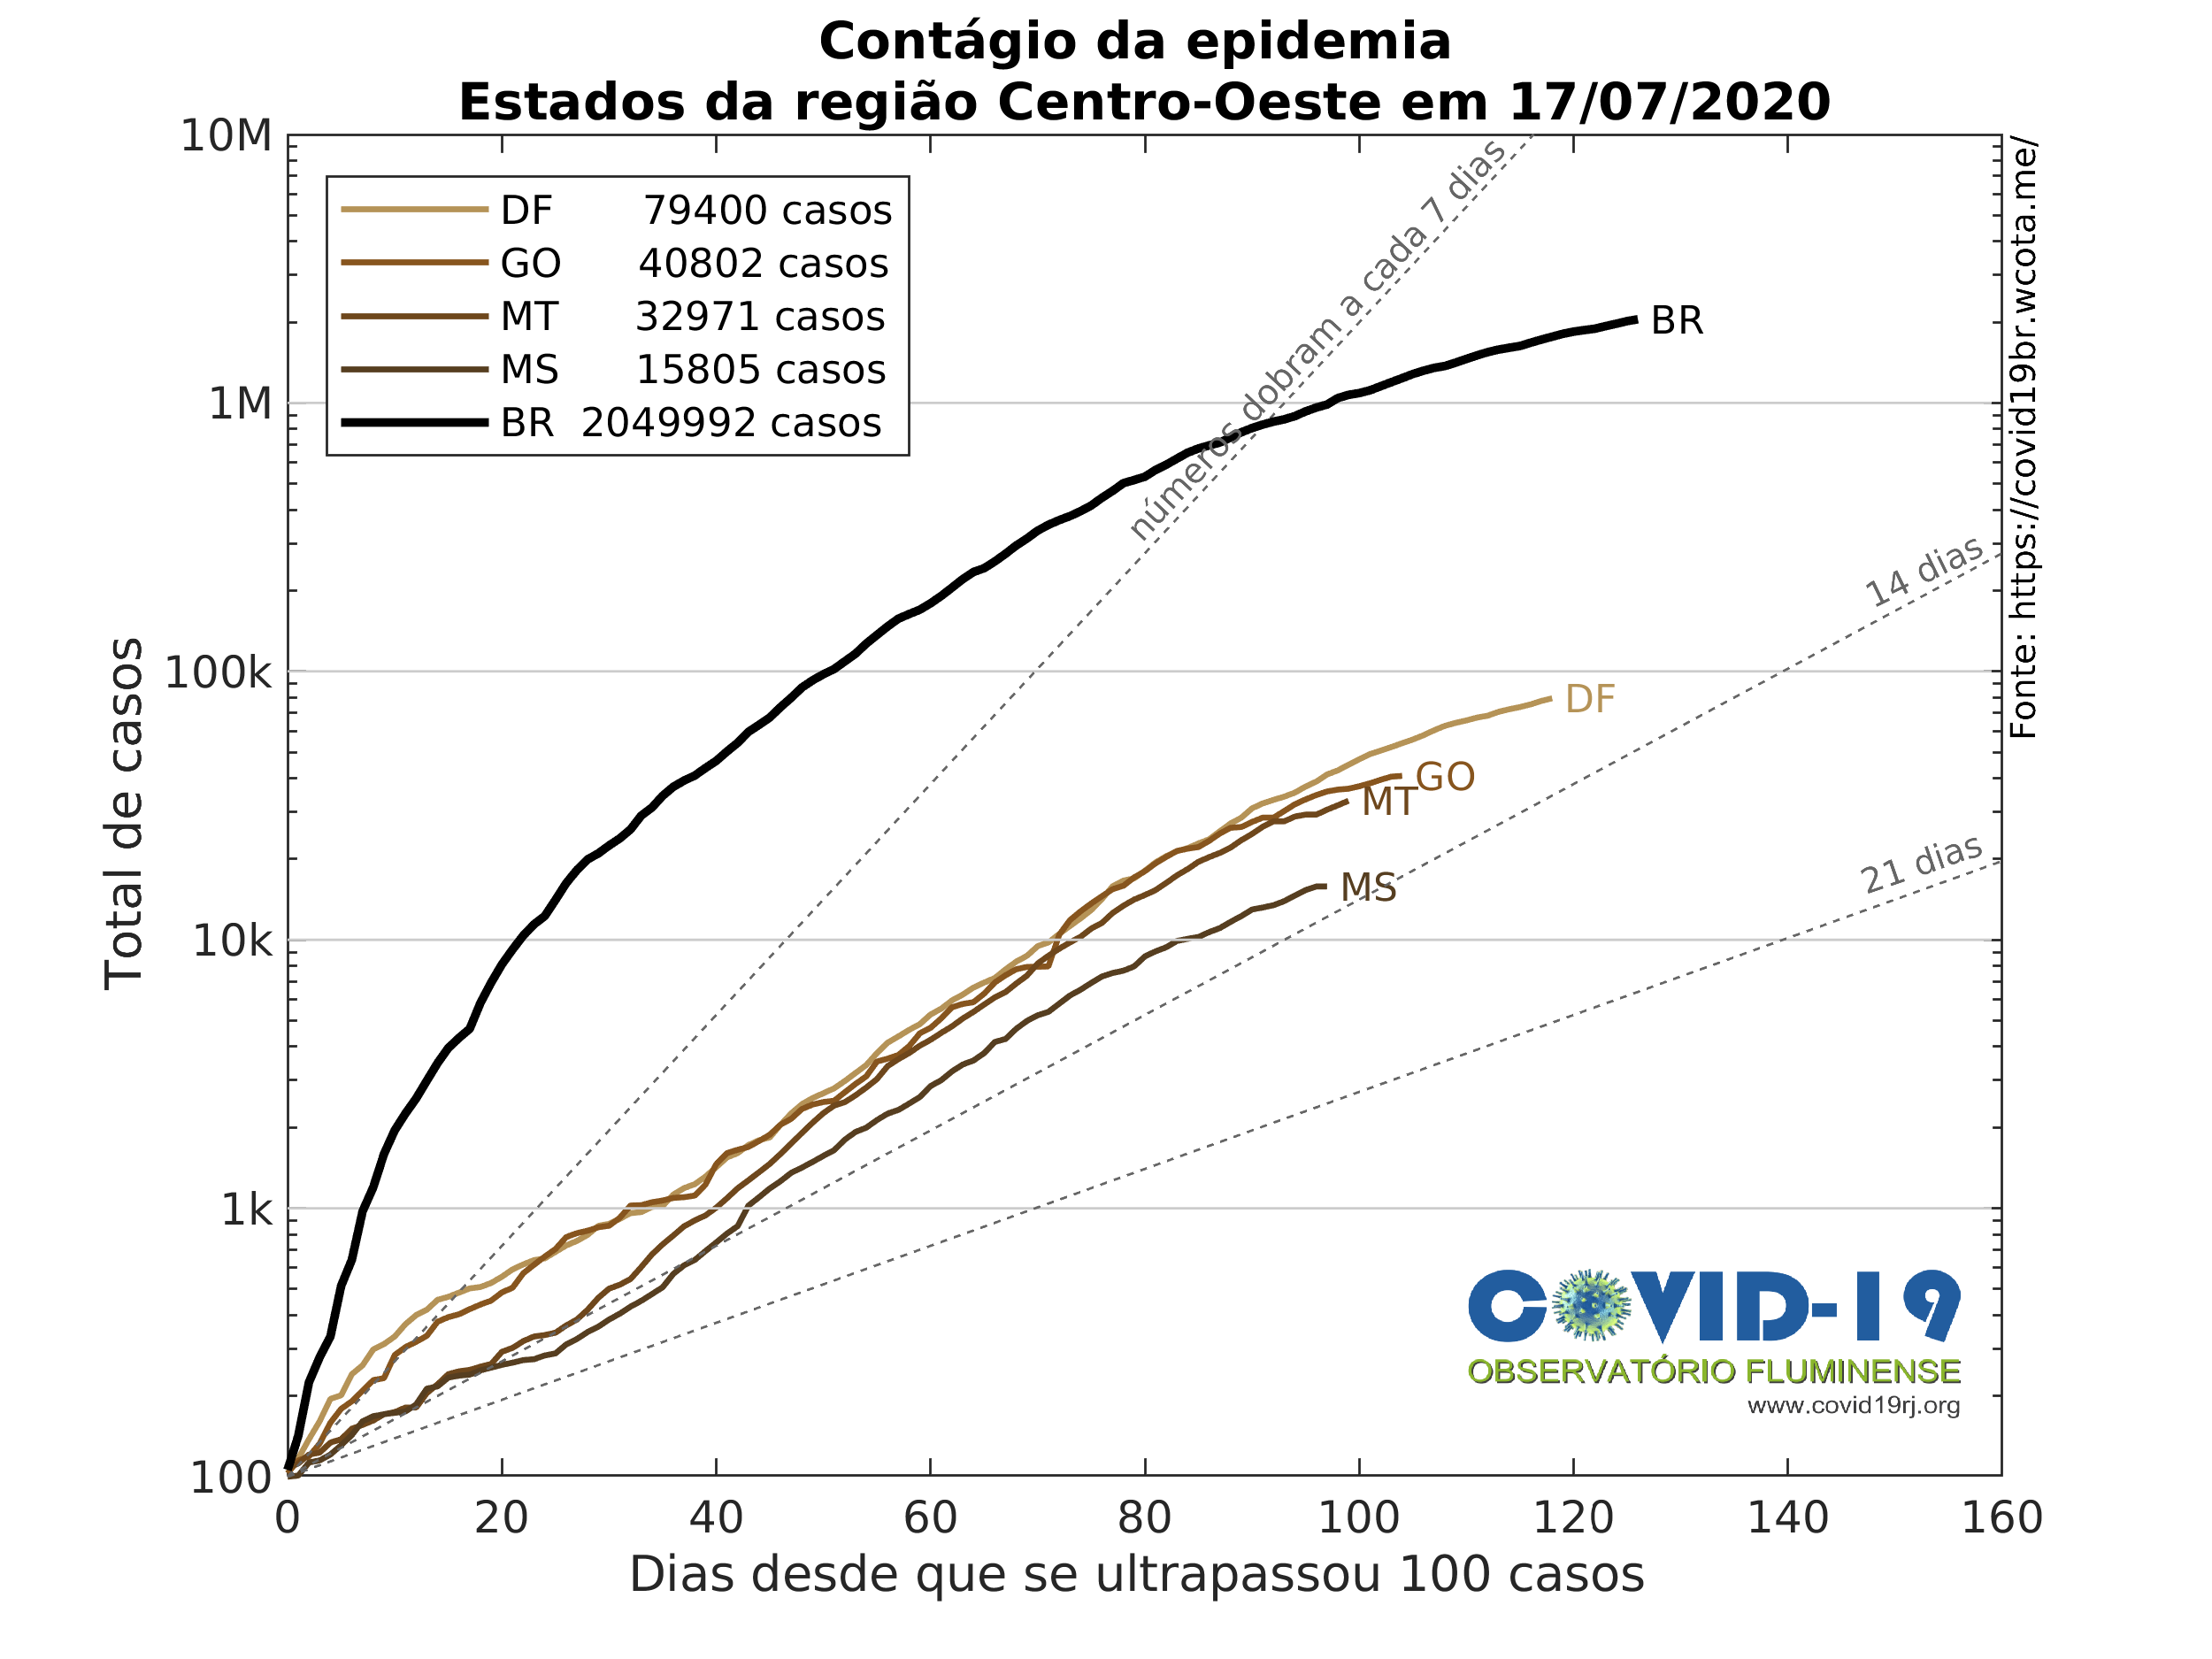 Contágio da epidemia
Estados da região Centro-Oeste em 17/07/2020
10M
1M
100k
10k
1k
100
Total de casos
DF 79400 casos
GO 40802 casos
MT 32971 casos
MS 15805 casos
BR 2049992 casos
números dobram a cada 7 dias
14 dias
21 dias
BR
DF
GO
MT
MS
Fonte: https://covid19br.wcota.me/
COVID-19
OBSERVATÓRIO FLUMINENSE
www.covid19rj.org
0 20 40 60 80 100 120 140 160
Dias desde que se ultrapassou 100 casos